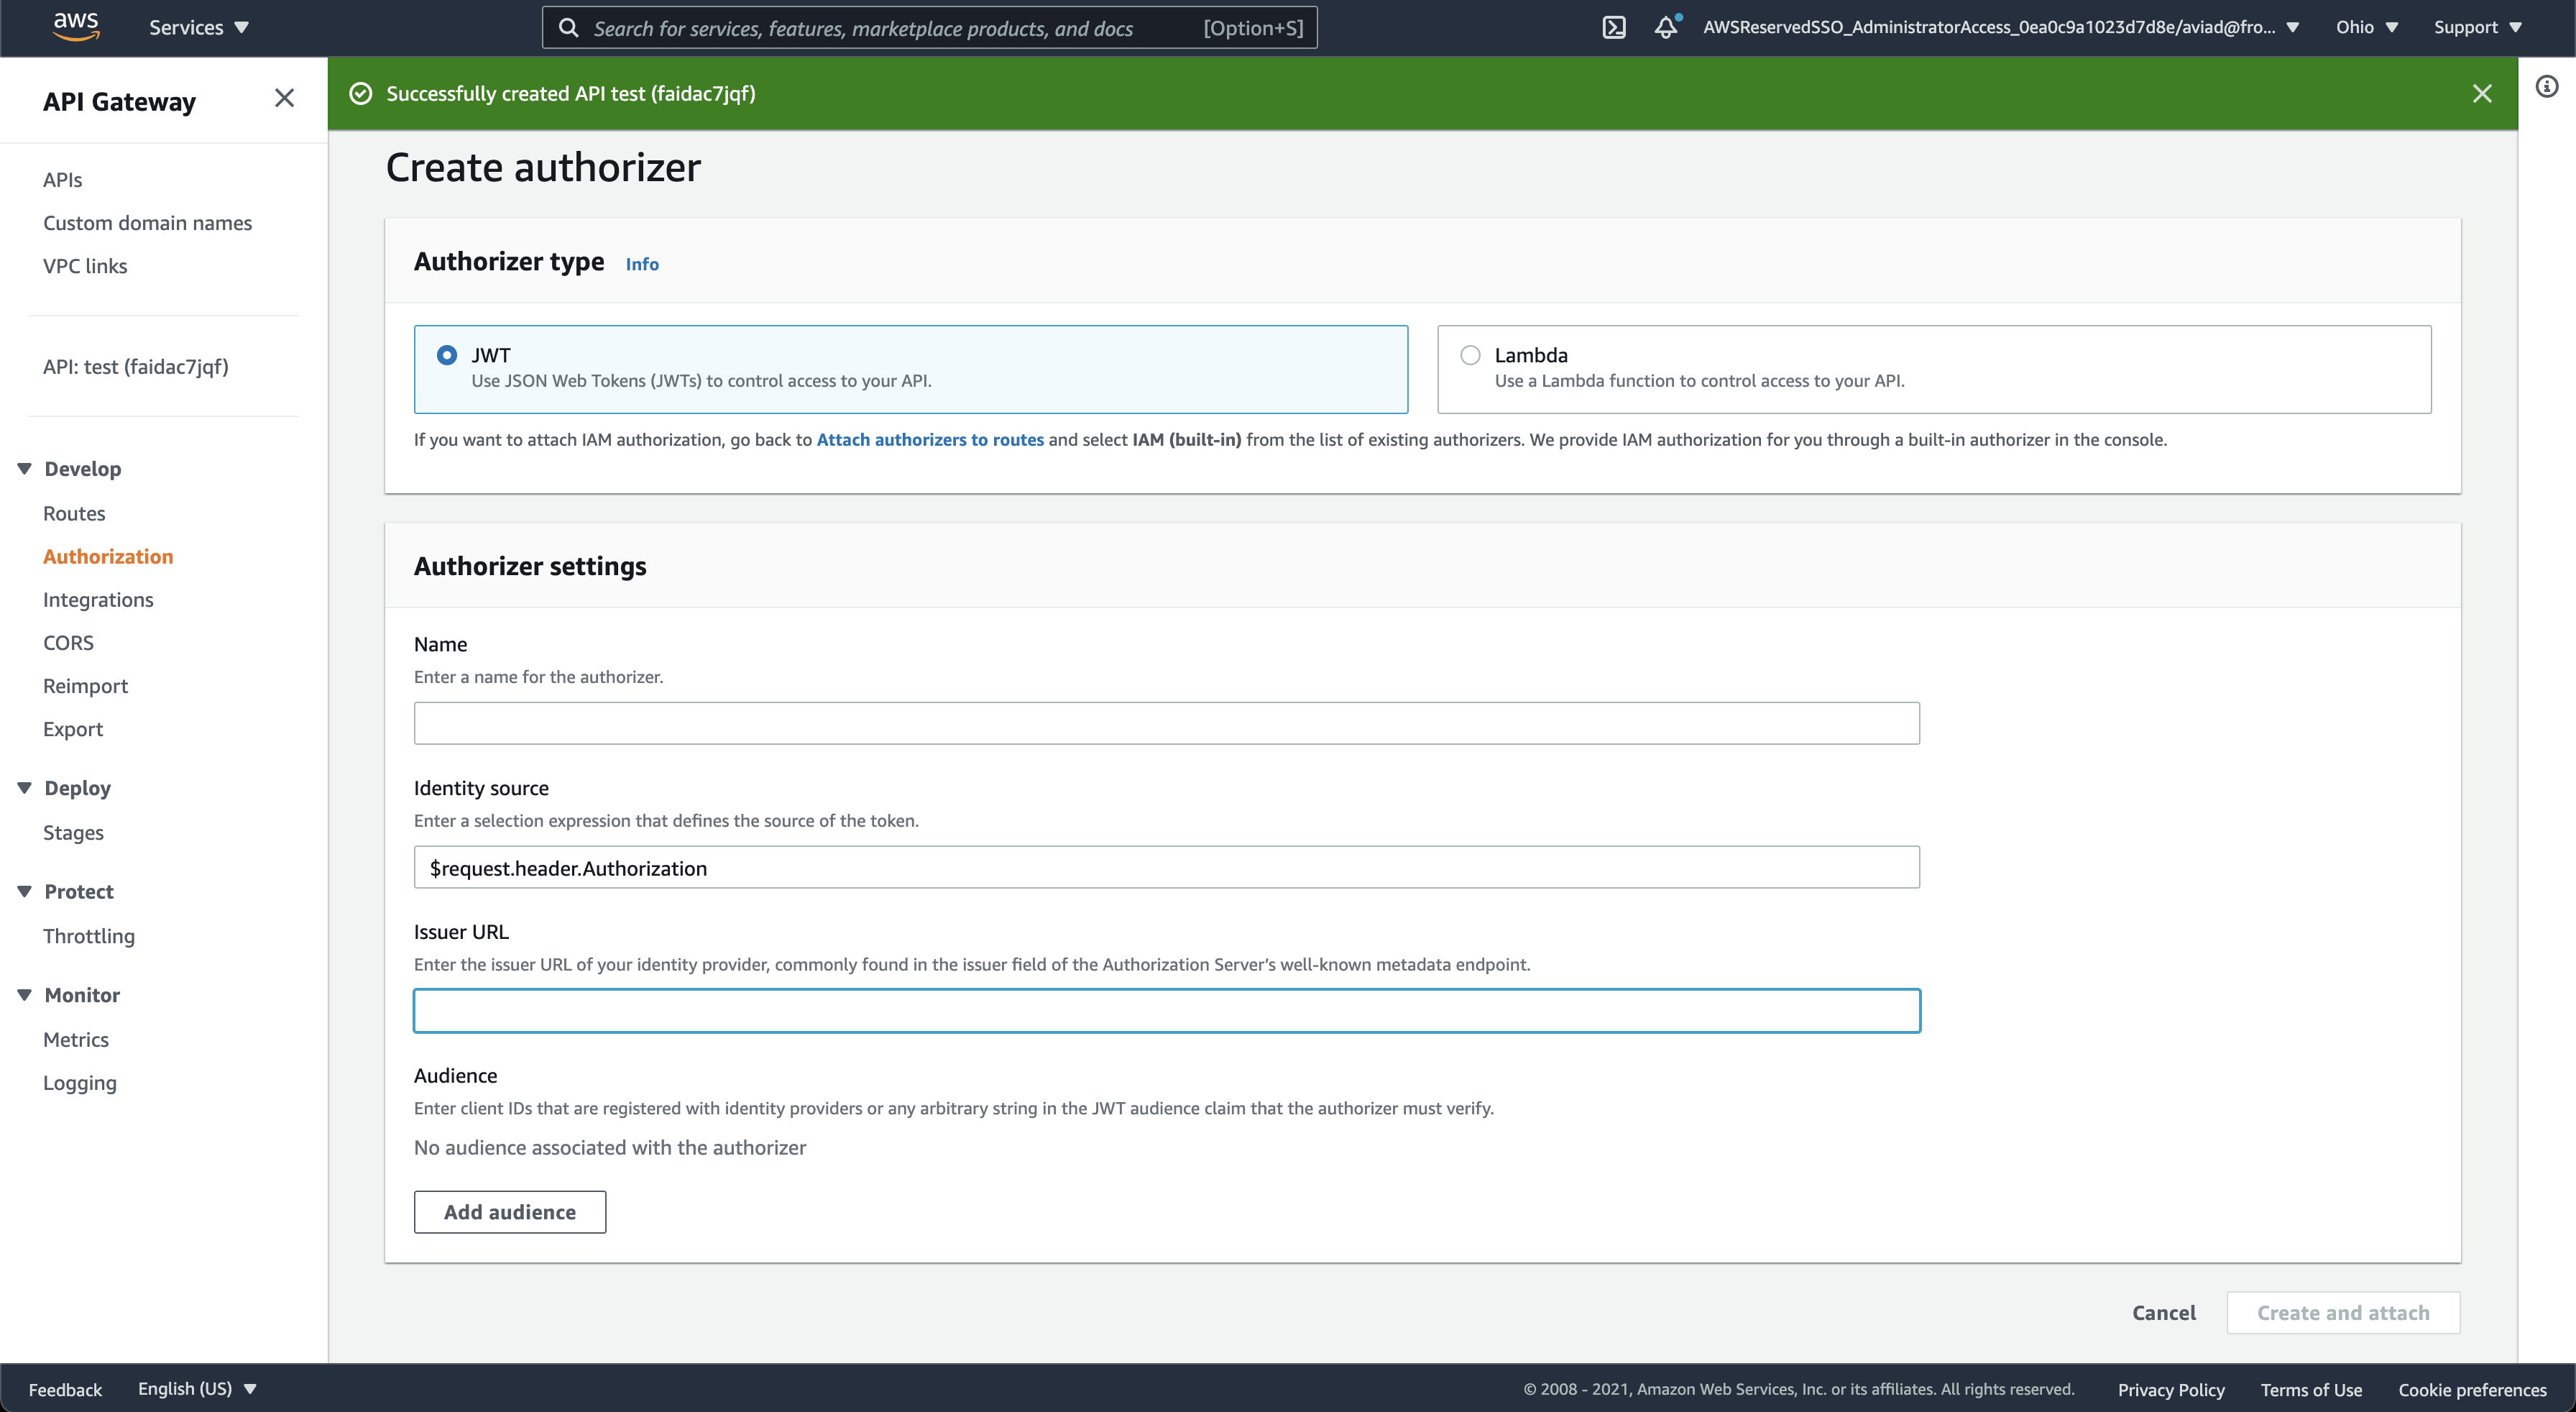 aws
Services
Search for services, features, marketplace products, and docs
[Option+S]
AWSReservedSSO_AdministratorAccess_0ea0c9a1023d7d8e/aviad@fro...
Ohio
Support
API Gateway
APIs
Custom domain names
VPC links
API: test (faidac7jqf)
Develop
Routes
Authorization
Integrations
CORS
Reimport
Export
Deploy
Stages
Protect
Throttling
Monitor
Metrics
Logging
Successfully created API test (faidac7jqf)
Create authorizer
Authorizer type Info
JWT
Use JSON Web Tokens (JWTs) to control access to your API.
Lambda
Use a Lambda function to control access to your API.
If you want to attach IAM authorization, go back to Attach authorizers to routes and select IAM (built-in) from the list of existing authorizers. We provide IAM authorization for you through a built-in authorizer in the console.
Authorizer settings
Name
Enter a name for the authorizer.
Identity source
Enter a selection expression that defines the source of the token.
$request.header.Authorization
Issuer URL
Enter the issuer URL of your identity provider, commonly found in the issuer field of the Authorization Server’s well-known metadata endpoint.
Audience
Enter client IDs that are registered with identity providers or any arbitrary string in the JWT audience claim that the authorizer must verify.
No audience associated with the authorizer
Add audience
Cancel
Create and attach
Feedback
English (US)
© 2008 - 2021, Amazon Web Services, Inc. or its affiliates. All rights reserved.
Privacy Policy
Terms of Use
Cookie preferences